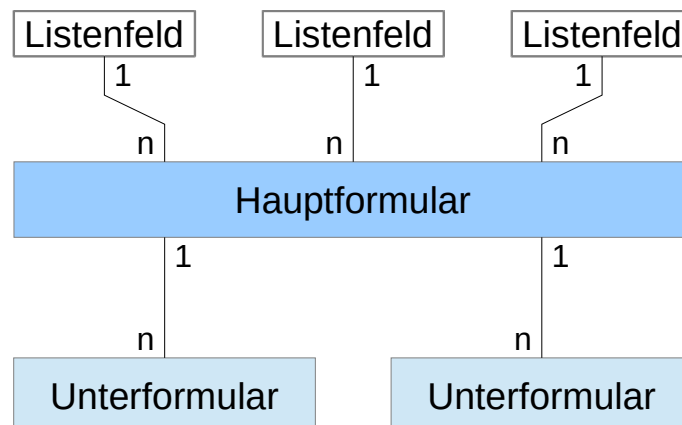 Listenfeld Listenfeld Listenfeld
1 1 1
n n n
Hauptformular
1 1
n n
Unterformular Unterformular